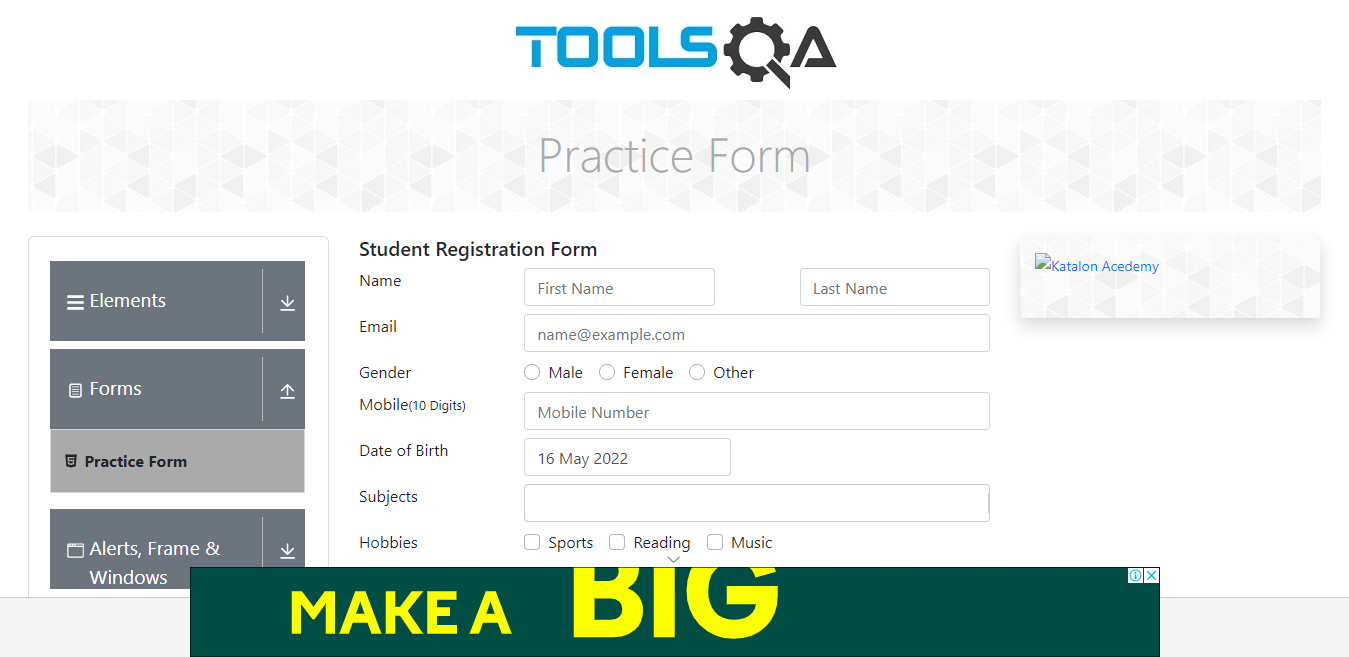 TOOLSQA
Practice Form
Elements
Forms
Practice Form
Alerts, Frame &
Windows
Student Registration Form
Name First Name Last Name
Email name@example.com
Gender Male Female Other
Mobile(10 Digits) Mobile Number
Date of Birth 16 May 2022
Subjects
Hobbies Sports Reading Music
Katalon Acedemy
MAKE A BIG